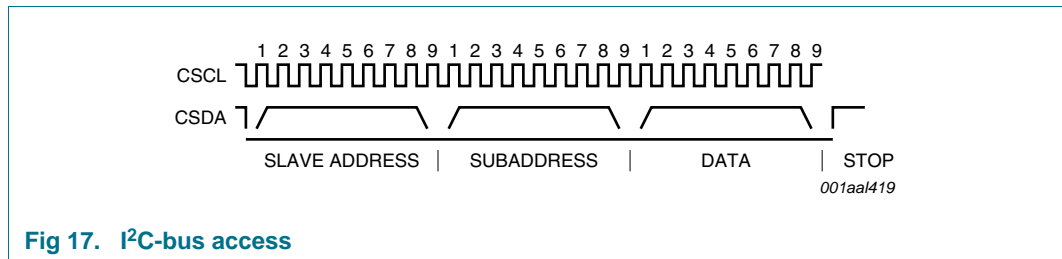 1 2 3 4 5 6 7 8 9 1 2 3 4 5 6 7 8 9 1 2 3 4 5 6 7 8 9
CSCL
CSDA
SLAVE ADDRESS | SUBADDRESS | DATA | STOP
001aal419
Fig 17. I²C-bus access